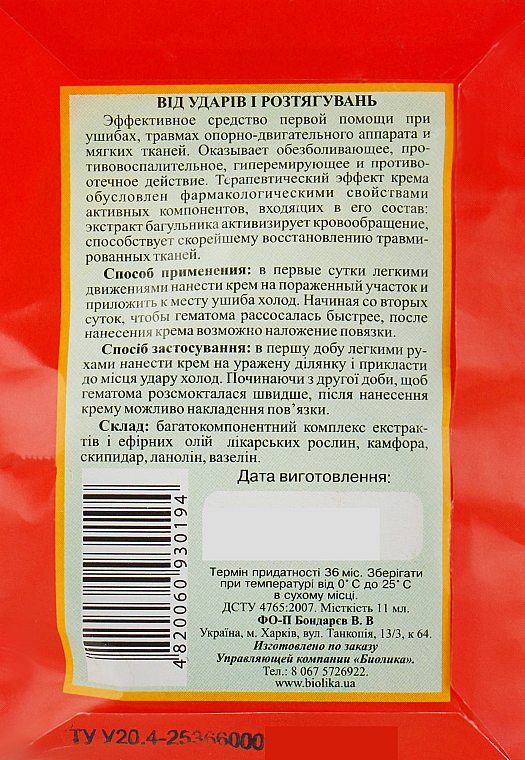 ВІД УДАРІВ І РОЗТЯГУВАНЬ
Эффективное средство первой помощи при
ушибах, травмах опорно-двигательного аппарата и
мягких тканей. Оказывает обезболивающее, про-
тивовоспалительное, гиперемирующее и противо-
отечное действие. Терапевтический эффект крема
обусловлен фармакологическими свойствами
активных компонентов, входящих в его состав:
экстракт багульника активизирует кровообращение,
способствует скорейшему восстановлению травми-
рованных тканей.
Способ применения: в первые сутки легкими
движениями нанести крем на пораженный участок и
приложить к месту ушиба холод. Начиная со вторых
суток, чтобы гематома рассосалась быстрее, после
нанесения крема возможно наложение повязки.
Спосіб застосування: в першу добу легкими ру-
хами нанести крем на уражену ділянку і прикласти
до місця удару холод. Починаючи з другої доби, щоб
гематома розсмокталася швидше, після нанесення
крему можливо накладення пов’язки.
Склад: багатокомпонентний комплекс екстрак-
тів і ефірних олій лікарських рослин, камфора,
скипидар, ланолін, вазелін.
Дата виготовлення:
4 820060 930194
Термін придатності 36 міс. Зберігати
при температурі від 0˚ С до 25˚ С
в сухому місці.
ДСТУ 4765:2007. Місткість 11 мл.
ФО-П Бондарєв В. В
Україна, м. Харків, вул. Танкопія, 13/3, к 64.
Изготовлено по заказу
Управляющей компании «Биолика».
Тел.: 8 067 5726922.
www.biolika.ua
ТУ У20.4-25366000